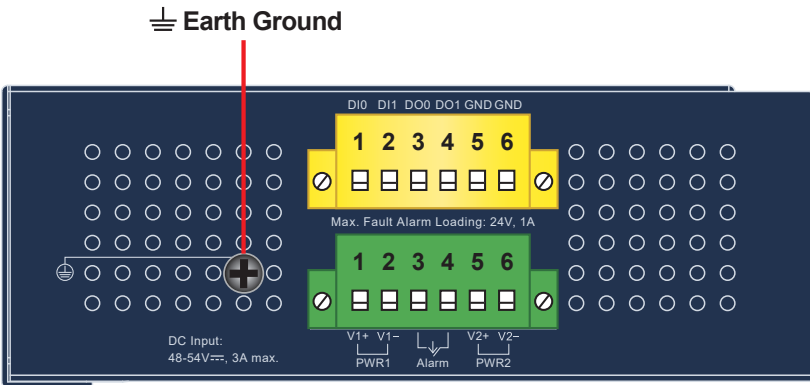 Earth Ground
DI0 DI1 DO0 DO1 GND GND
1 2 3 4 5 6
Max. Fault Alarm Loading: 24V, 1A
1 2 3 4 5 6
V1+ V1− V2+ V2−
PWR1 Alarm PWR2
DC Input:
48-54V⎓, 3A max.